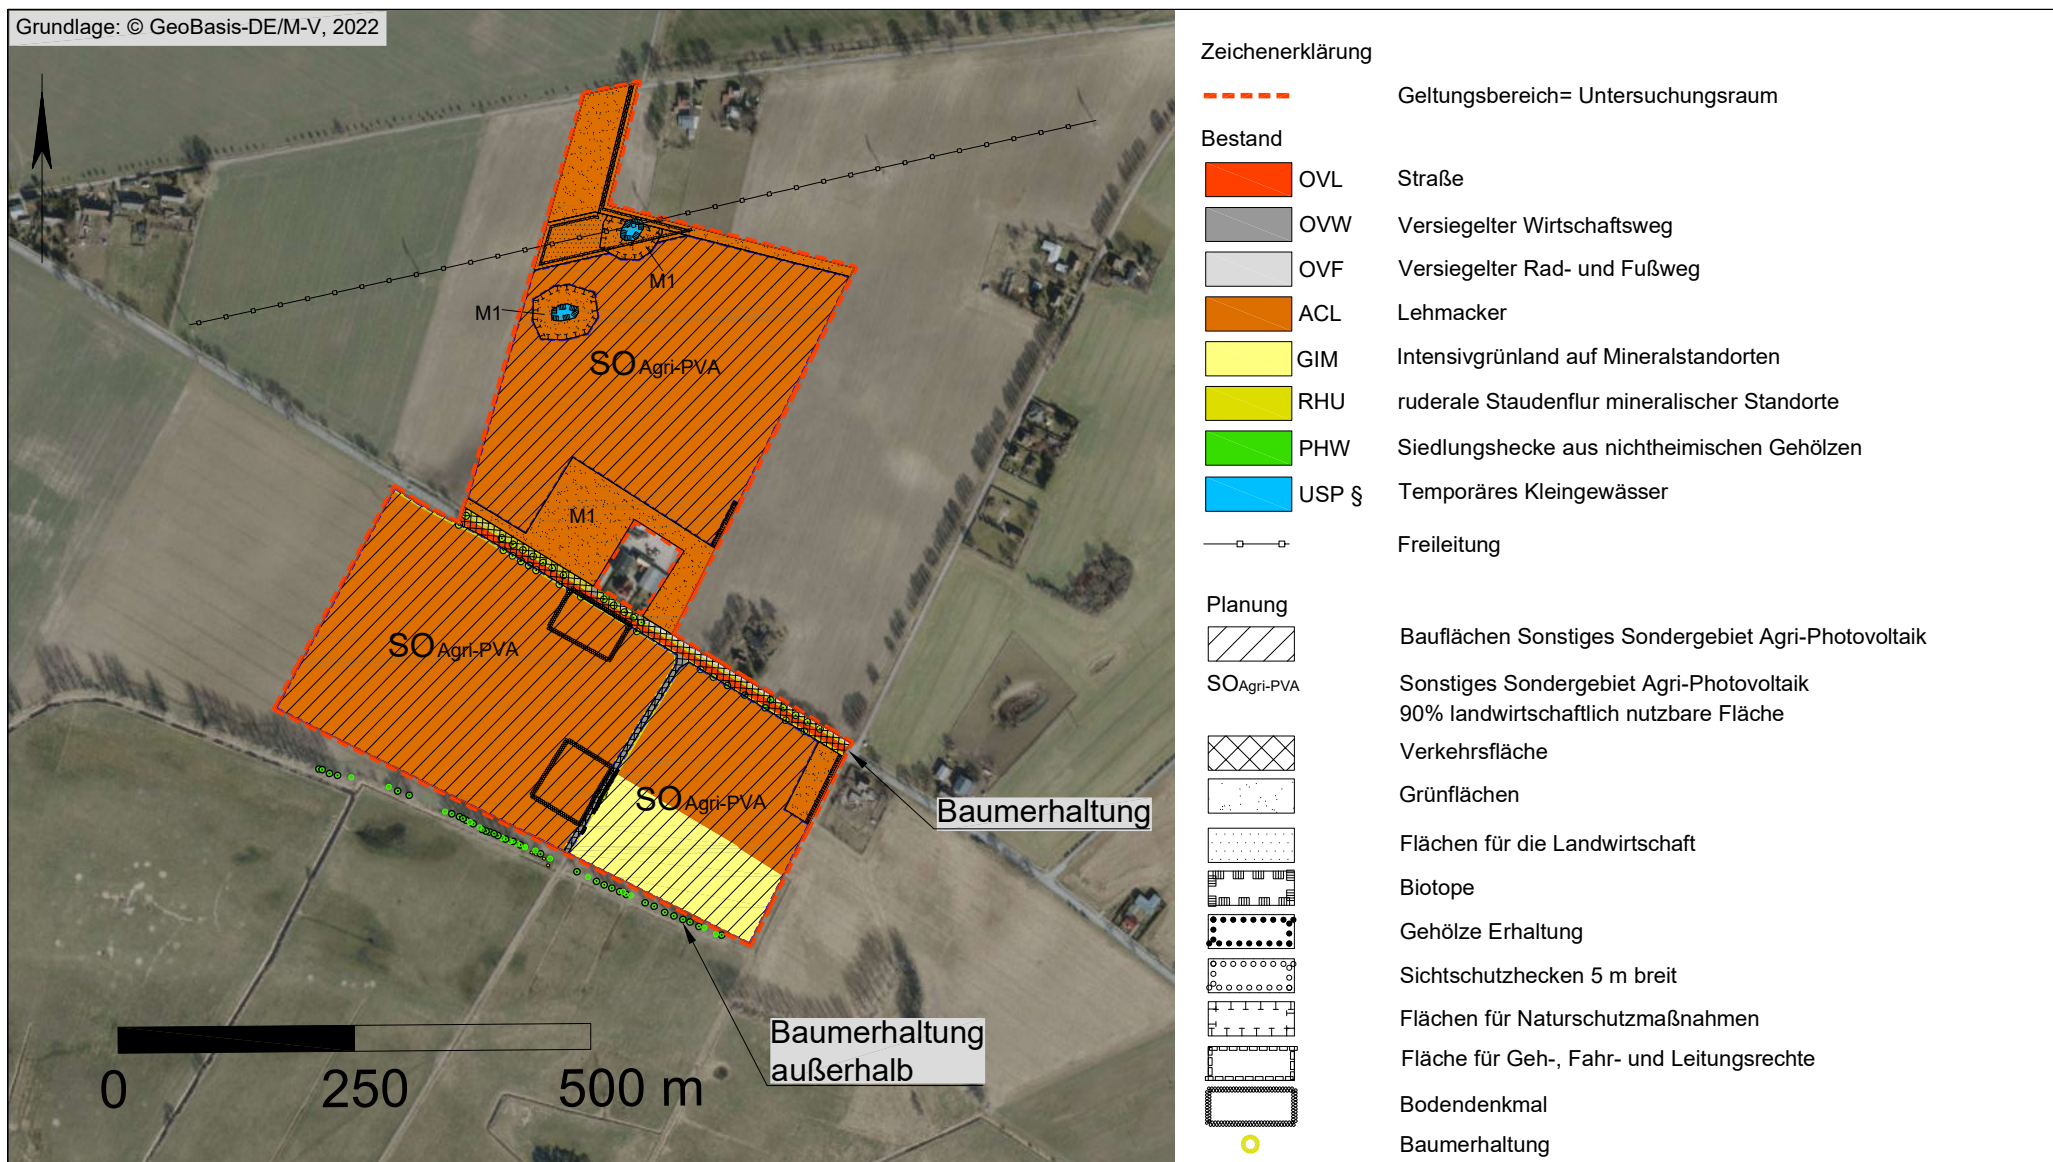 Grundlage: © GeoBasis-DE/M-V, 2022
M1
M1
SO Agri-PVA
M1
SO Agri-PVA
SO Agri-PVA
Baumerhaltung
Baumerhaltung
außerhalb
0 250 500 m
Zeichenerklärung
Geltungsbereich= Untersuchungsraum
Bestand
OVL Straße
OVW Versiegelter Wirtschaftsweg
OVF Versiegelter Rad- und Fußweg
ACL Lehmacker
GIM Intensivgrünland auf Mineralstandorten
RHU ruderale Staudenflur mineralischer Standorte
PHW Siedlungshecke aus nichtheimischen Gehölzen
USP § Temporäres Kleingewässer
Freileitung
Planung
Bauflächen Sonstiges Sondergebiet Agri-Photovoltaik
SO Agri-PVA Sonstiges Sondergebiet Agri-Photovoltaik
90% landwirtschaftlich nutzbare Fläche
Verkehrsfläche
Grünflächen
Flächen für die Landwirtschaft
Biotope
Gehölze Erhaltung
Sichtschutzhecken 5 m breit
Flächen für Naturschutzmaßnahmen
Fläche für Geh-, Fahr- und Leitungsrechte
Bodendenkmal
Baumerhaltung